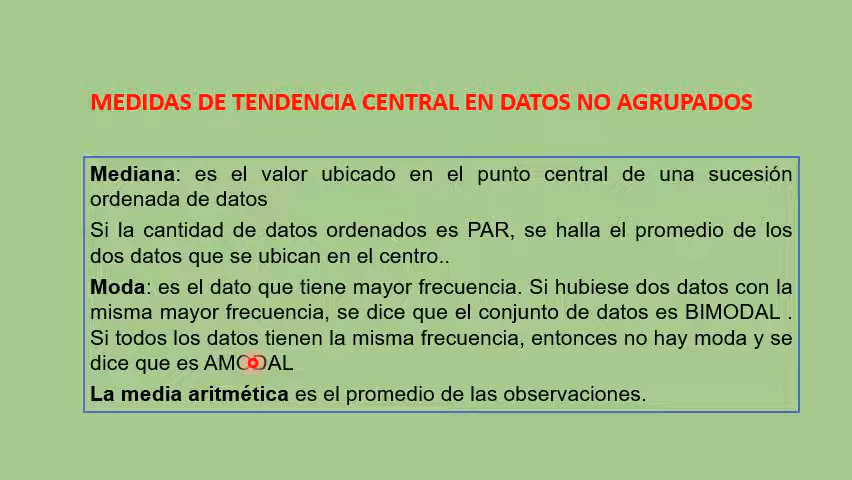 MEDIDAS DE TENDENCIA CENTRAL EN DATOS NO AGRUPADOS
Mediana: es el valor ubicado en el punto central de una sucesión
ordenada de datos
Si la cantidad de datos ordenados es PAR, se halla el promedio de los
dos datos que se ubican en el centro..
Moda: es el dato que tiene mayor frecuencia. Si hubiese dos datos con la
misma mayor frecuencia, se dice que el conjunto de datos es BIMODAL .
Si todos los datos tienen la misma frecuencia, entonces no hay moda y se
dice que es AMODAL
La media aritmética es el promedio de las observaciones.